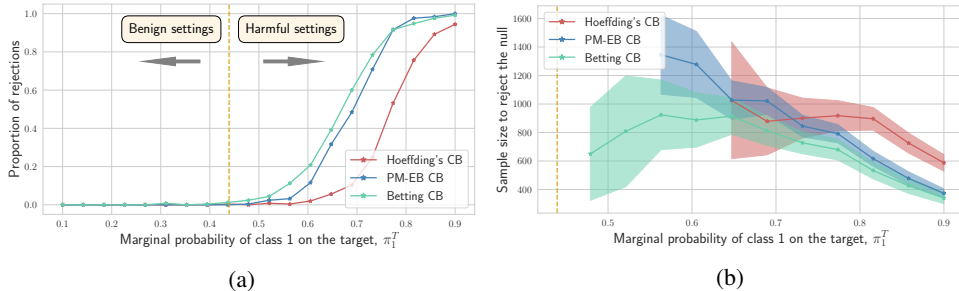 Benign settings
Harmful settings
Proportion of rejections
1.0
0.8
0.6
0.4
0.2
0.0
Hoeffding's CB
PM-EB CB
Betting CB
0.1
0.2
0.3
0.4
0.5
0.6
0.7
0.8
0.9
Marginal probability of class 1 on the target, π₁ᵀ
(a)
Sample size to reject the null
1600
1400
1200
1000
800
600
400
Hoeffding's CB
PM-EB CB
Betting CB
0.5
0.6
0.7
0.8
0.9
Marginal probability of class 1 on the target, π₁ᵀ
(b)